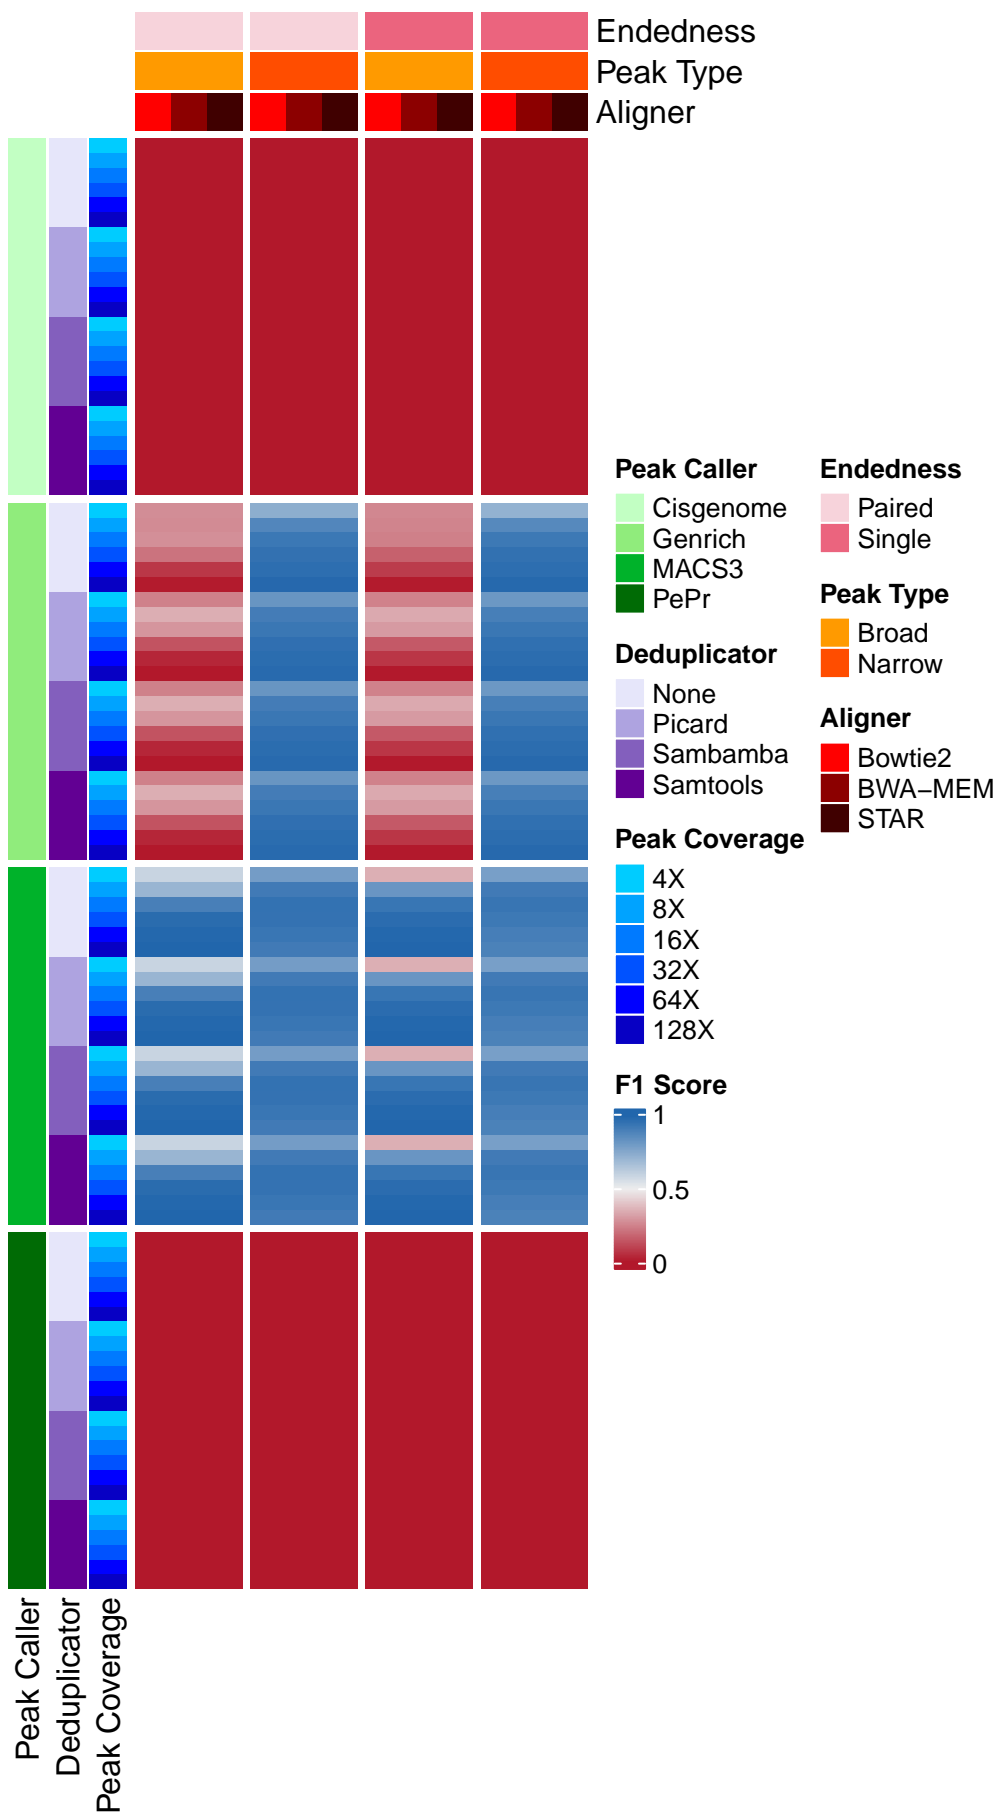 Endedness
Peak Type
Aligner
Peak Caller
Cisgenome
Genrich
MACS3
PePr
Deduplicator
None
Picard
Sambamba
Samtools
Peak Coverage
4X
8X
16X
32X
64X
128X
F1 Score
1
0.5
0
Endedness
Paired
Single
Peak Type
Broad
Narrow
Aligner
Bowtie2
BWA−MEM
STAR
Peak Caller
Deduplicator
Peak Coverage